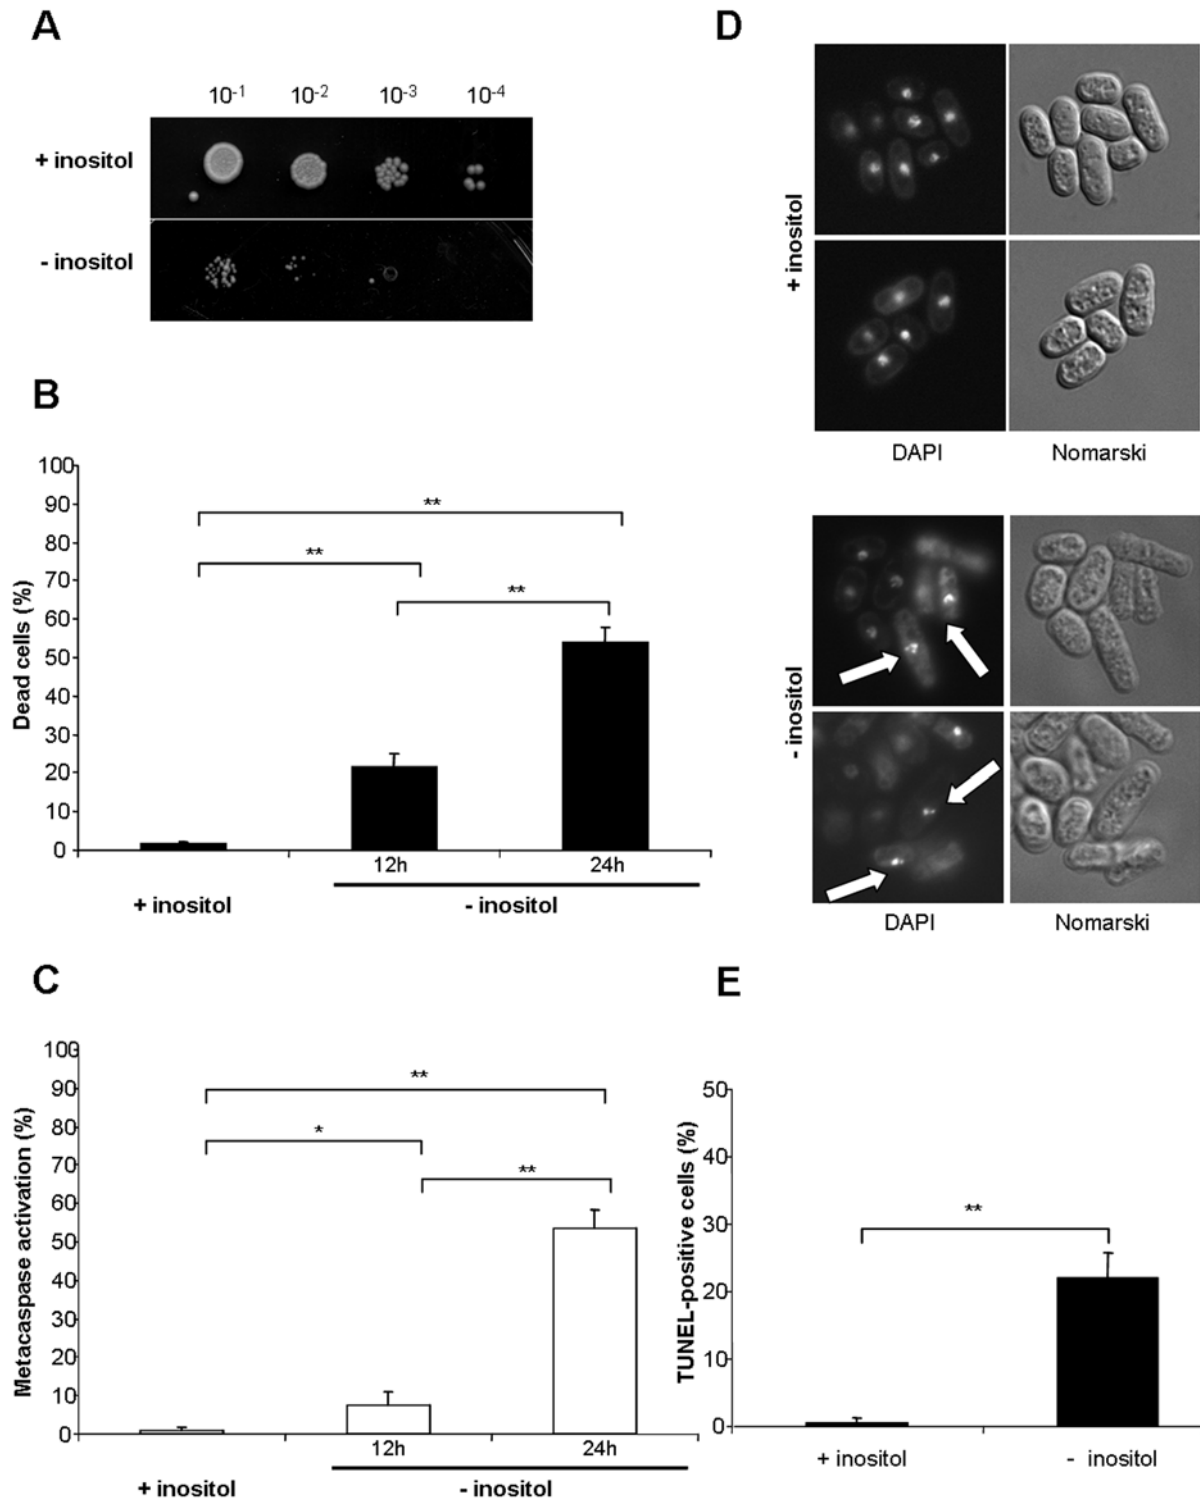 A
10-1 10-2 10-3 10-4
+ inositol
- inositol
B
Dead cells (%)
100
90
80
70
60
50
40
30
20
10
0
**
**
**
12h 24h
+ inositol - inositol
C
Metacaspase activation (%)
100
90
80
70
60
50
40
30
20
10
0
**
*
**
12h 24h
+ inositol - inositol
D
+ inositol
DAPI Nomarski
- inositol
DAPI Nomarski
E
TUNEL-positive cells (%)
50
40
30
20
10
0
**
+ inositol - inositol